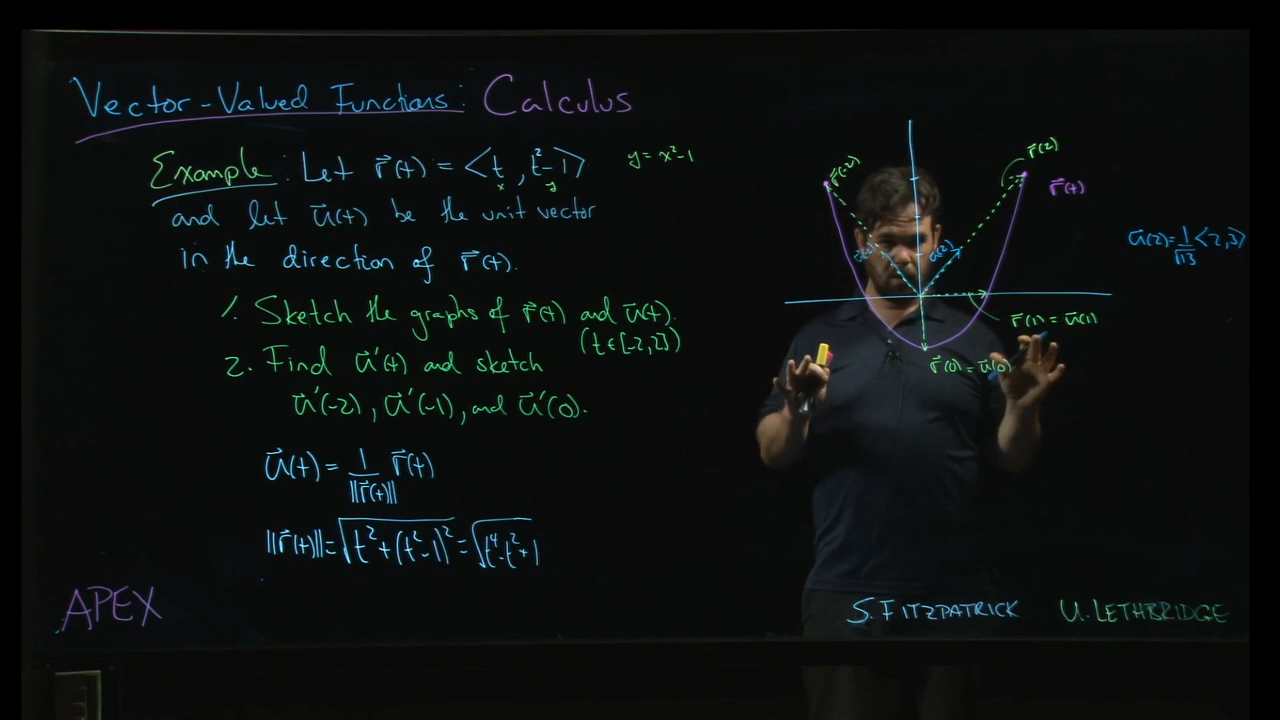 Vector-Valued Functions: Calculus
Example: Let r⃗(t) = <t, t²-1>
x y
y = x²-1
and let u⃗(t) be the unit vector
in the direction of r⃗(t).
1. Sketch the graphs of r⃗(t) and u⃗(t).
(t ∈ [-2,2])
2. Find u⃗'(t) and sketch
u⃗'(-2), u⃗'(-1), and u⃗'(0).
u⃗(t) = 1/||r⃗(t)|| r⃗(t)
||r⃗(t)|| = √(t²+(t²-1)²) = √(t⁴-t²+1
r⃗(-2)
r⃗(2)
r⃗(t)
u⃗(2)
u⃗(2) = 1/√13 <2,3>
r⃗(1) = u⃗(1)
r⃗(0) = u⃗(0)
APEX
S. FITZPATRICK U. LETHBRIDGE